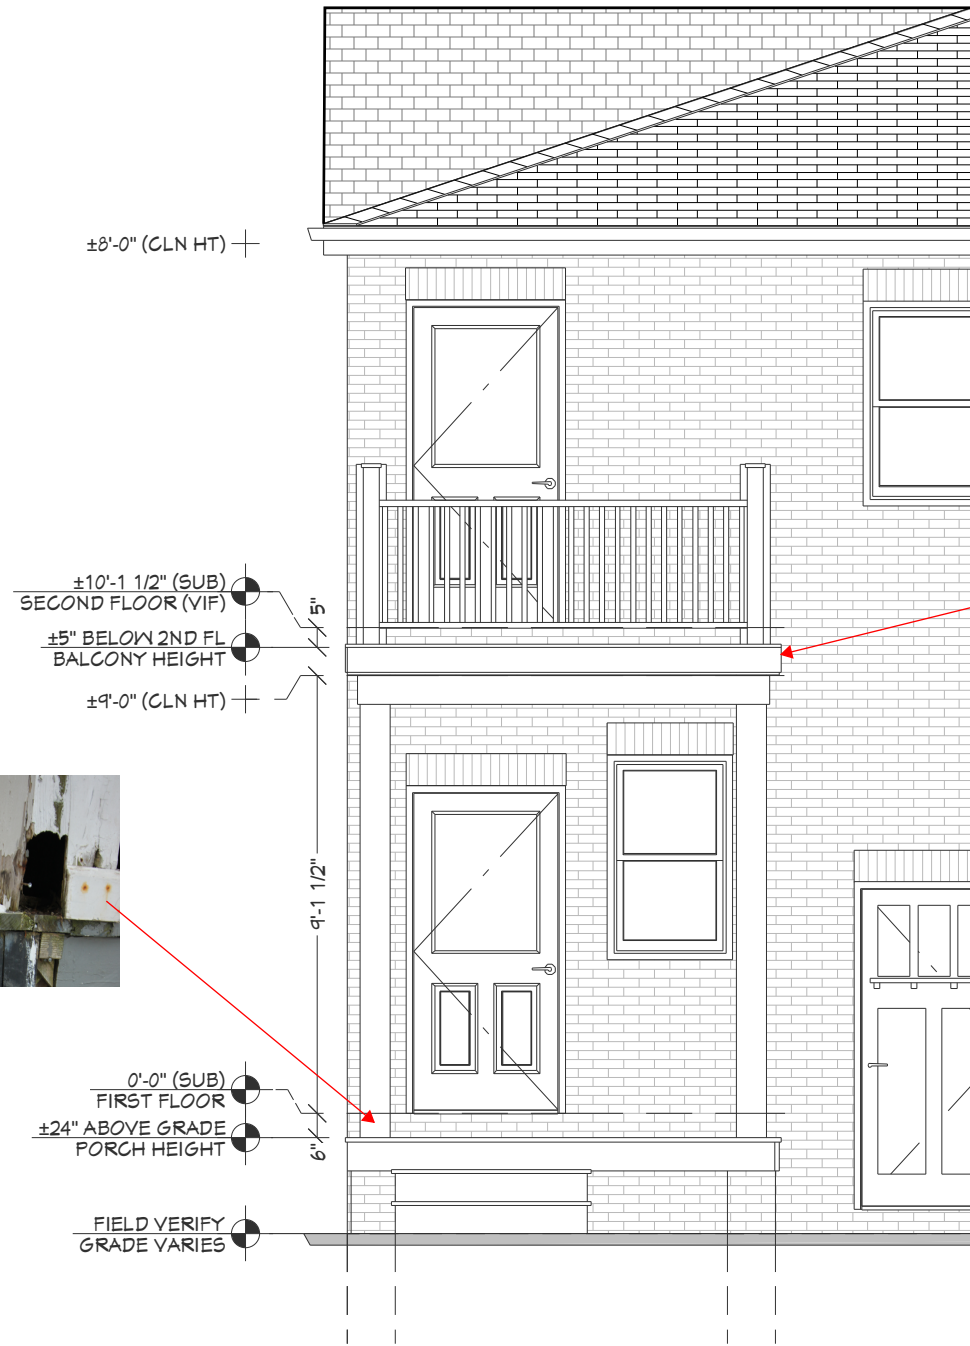 ±8'-0" (CLN HT)
±10'-1 1/2" (SUB)
SECOND FLOOR (VIF)
5"
±5" BELOW 2ND FL
BALCONY HEIGHT
±9'-0" (CLN HT)
9'-1 1/2"
0'-0" (SUB)
FIRST FLOOR
±24" ABOVE GRADE
PORCH HEIGHT
6"
FIELD VERIFY
GRADE VARIES